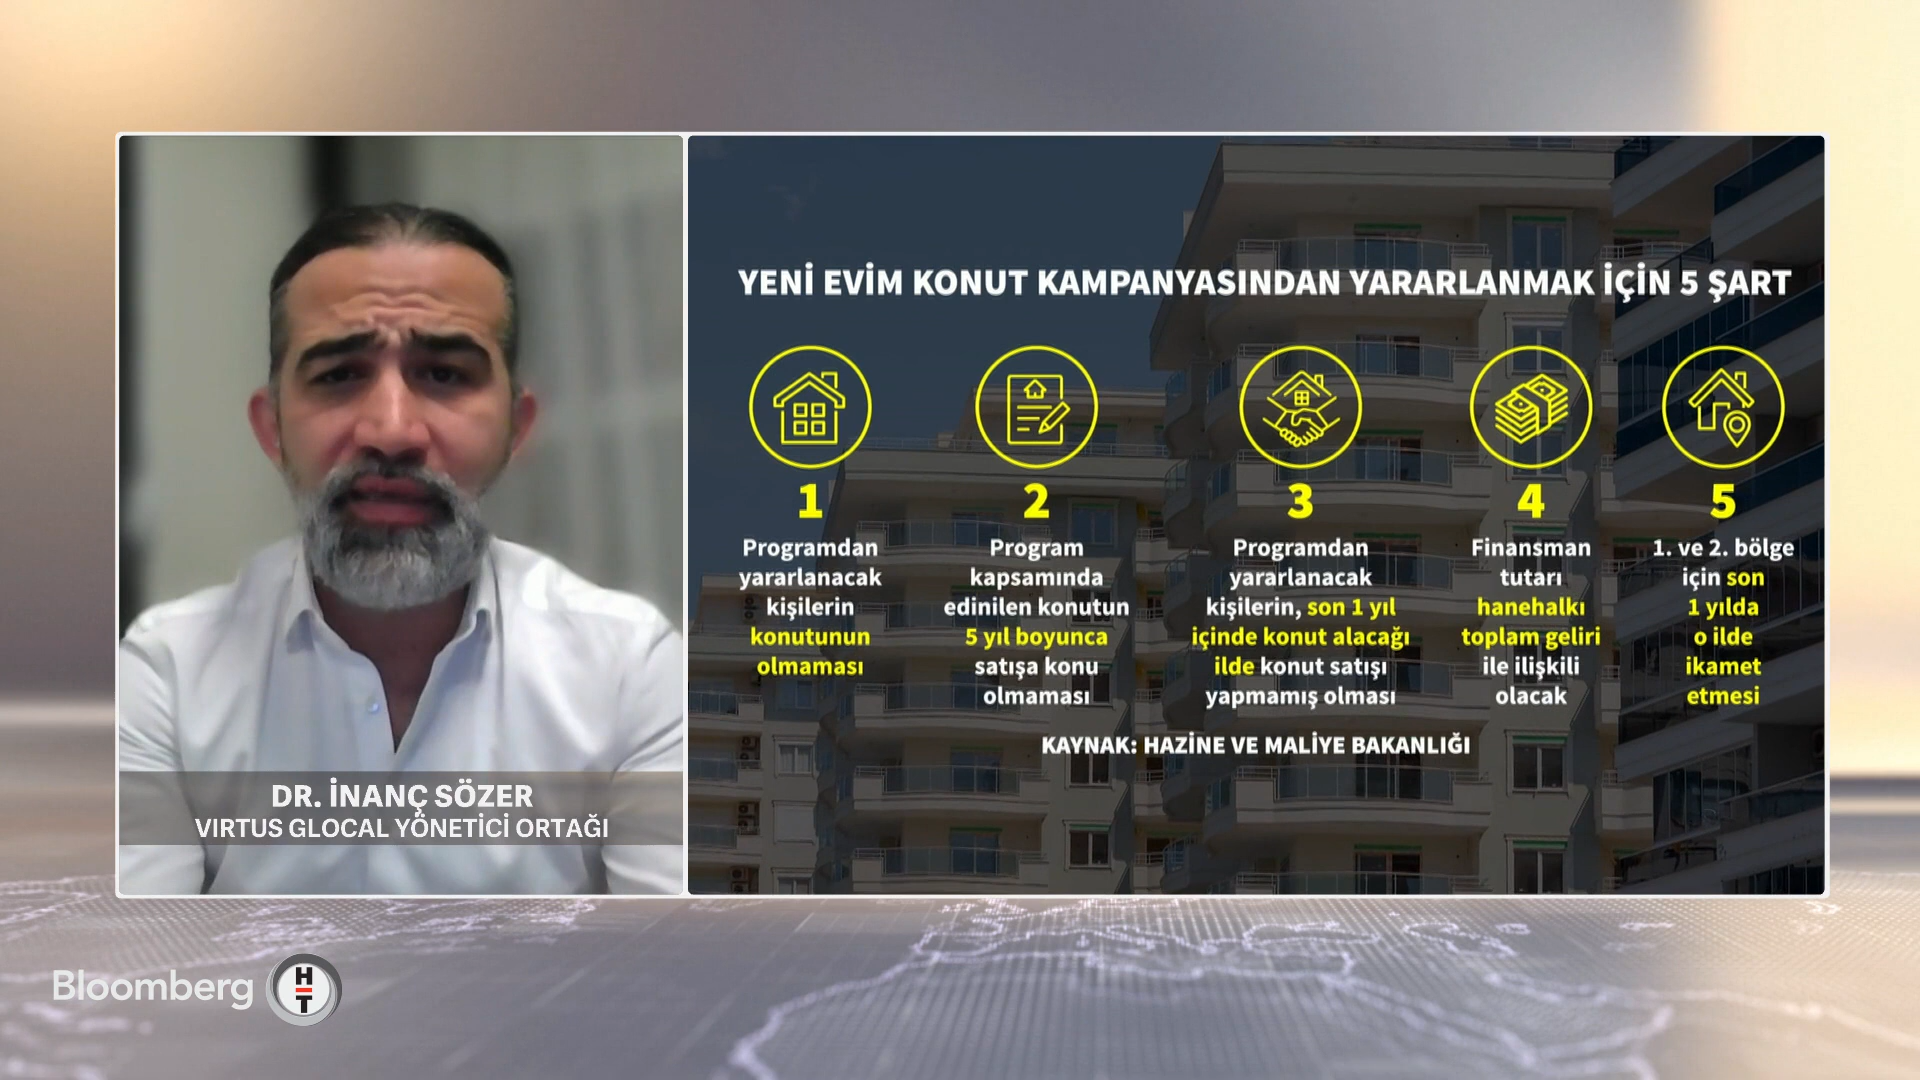 YENİ EVİM KONUT KAMPANYASINDAN YARARLANMAK İÇİN 5 ŞART
1
Programdan
yararlanacak
kişilerin
konutunun
olmaması
2
Program
kapsamında
edinilen konutun
5 yıl boyunca
satışa konu
olmaması
3
Programdan
yararlanacak
kişilerin, son 1 yıl
içinde konut alacağı
ilde konut satışı
yapmamış olması
4
Finansman
tutarı
hanehalkı
toplam geliri
ile ilişkili
olacak
5
1. ve 2. bölge
için son
1 yılda
o ilde
ikamet
etmesi
KAYNAK: HAZİNE VE MALİYE BAKANLIĞI
DR. İNANÇ SÖZER
VIRTUS GLOCAL YÖNETİCİ ORTAĞI
Bloomberg HT